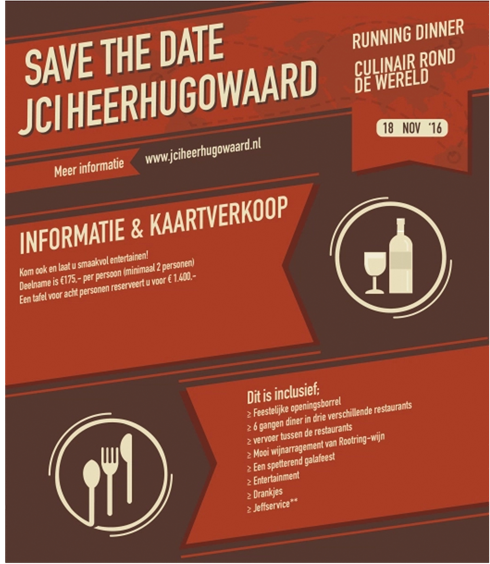 SAVE THE DATE
JCI HEERHUGOWAARD
RUNNING DINNER
CULINAIR ROND
DE WERELD
18 NOV '16
Meer informatie
www.jciheerhugowaard.nl
INFORMATIE & KAARTVERKOOP
Kom ook en laat u smaakvol entertainen!
Deelname is €175,- per persoon (minimaal 2 personen)
Een tafel voor acht personen reserveert u voor € 1.400,-
Dit is inclusief:
≥ Feestelijke openingsborrel
≥ 6 gangen diner in drie verschillende restaurants
≥ vervoer tussen de restaurants
≥ Mooi wijnarragement van Rootring-wijn
≥ Een spetterend galafeest
≥ Entertainment
≥ Drankjes
≥ Jeffservice**